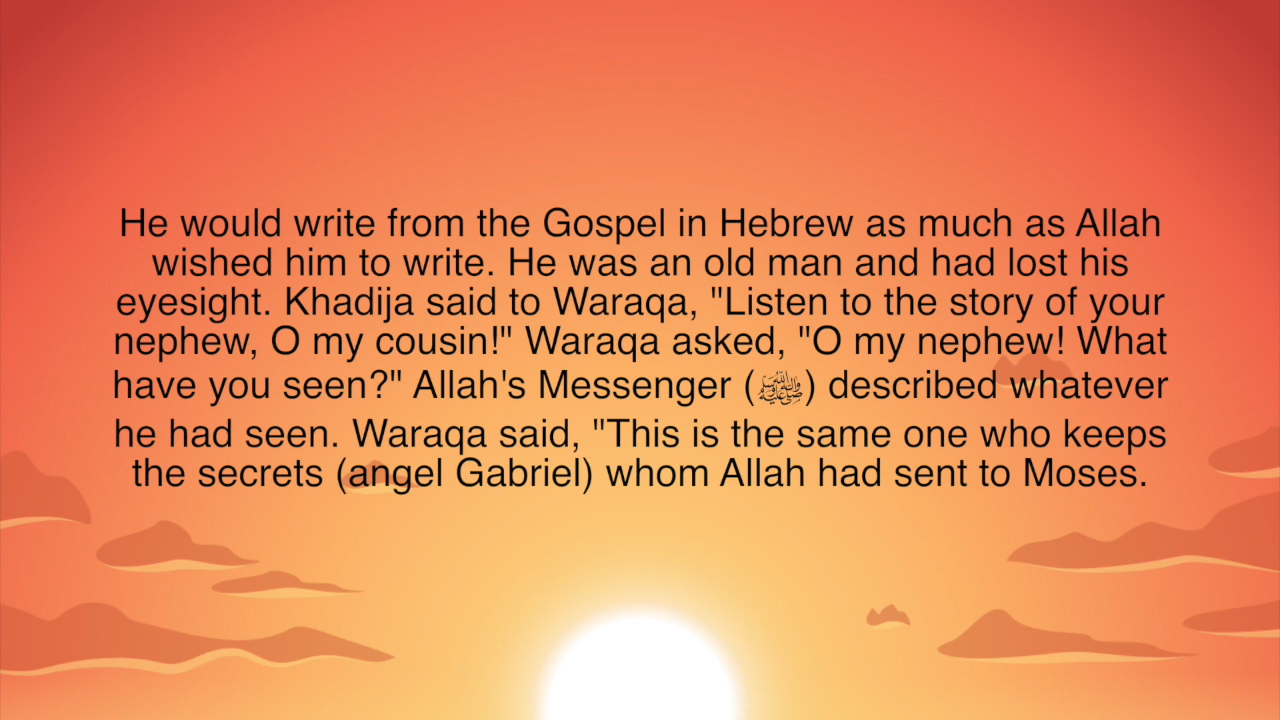 He would write from the Gospel in Hebrew as much as Allah
wished him to write. He was an old man and had lost his
eyesight. Khadija said to Waraqa, "Listen to the story of your
nephew, O my cousin!" Waraqa asked, "O my nephew! What
have you seen?" Allah's Messenger (ﷺ) described whatever
he had seen. Waraqa said, "This is the same one who keeps
the secrets (angel Gabriel) whom Allah had sent to Moses.